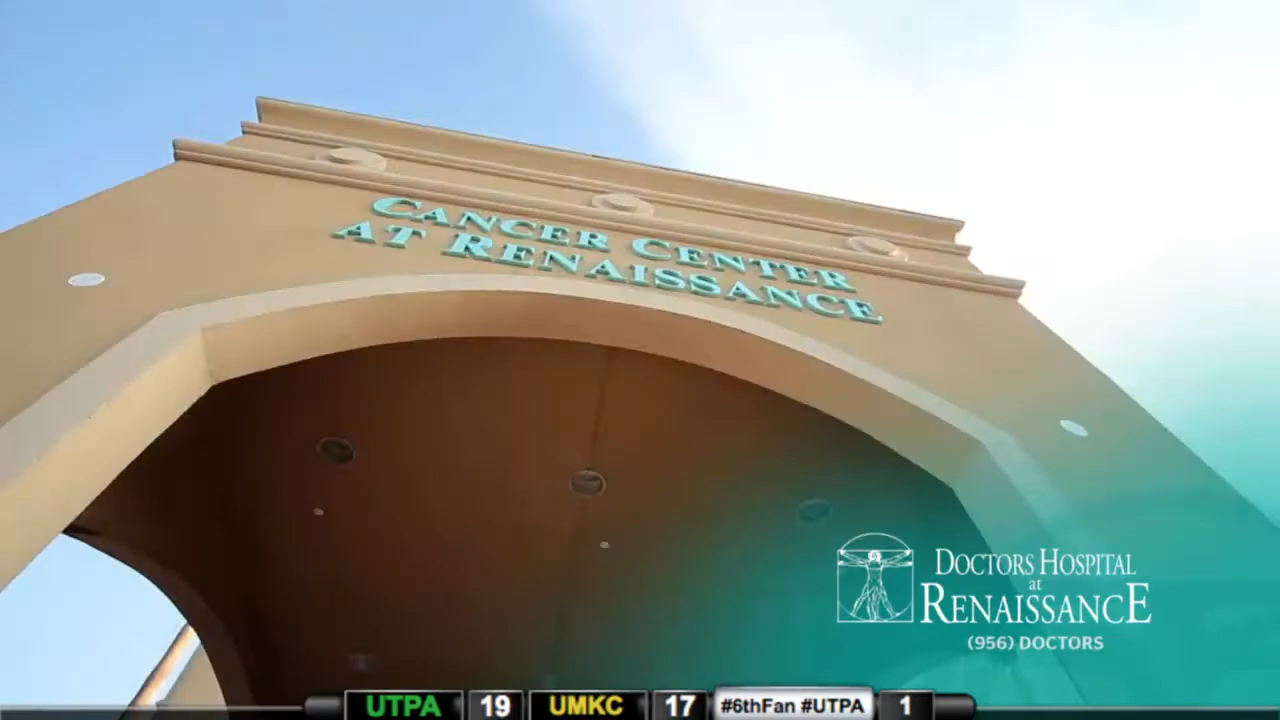 CANCER CENTER
AT RENAISSANCE
DOCTORS HOSPITAL
at
RENAISSANCE
(956) DOCTORS
UTPA 19 UMKC 17 #6thFan #UTPA 1